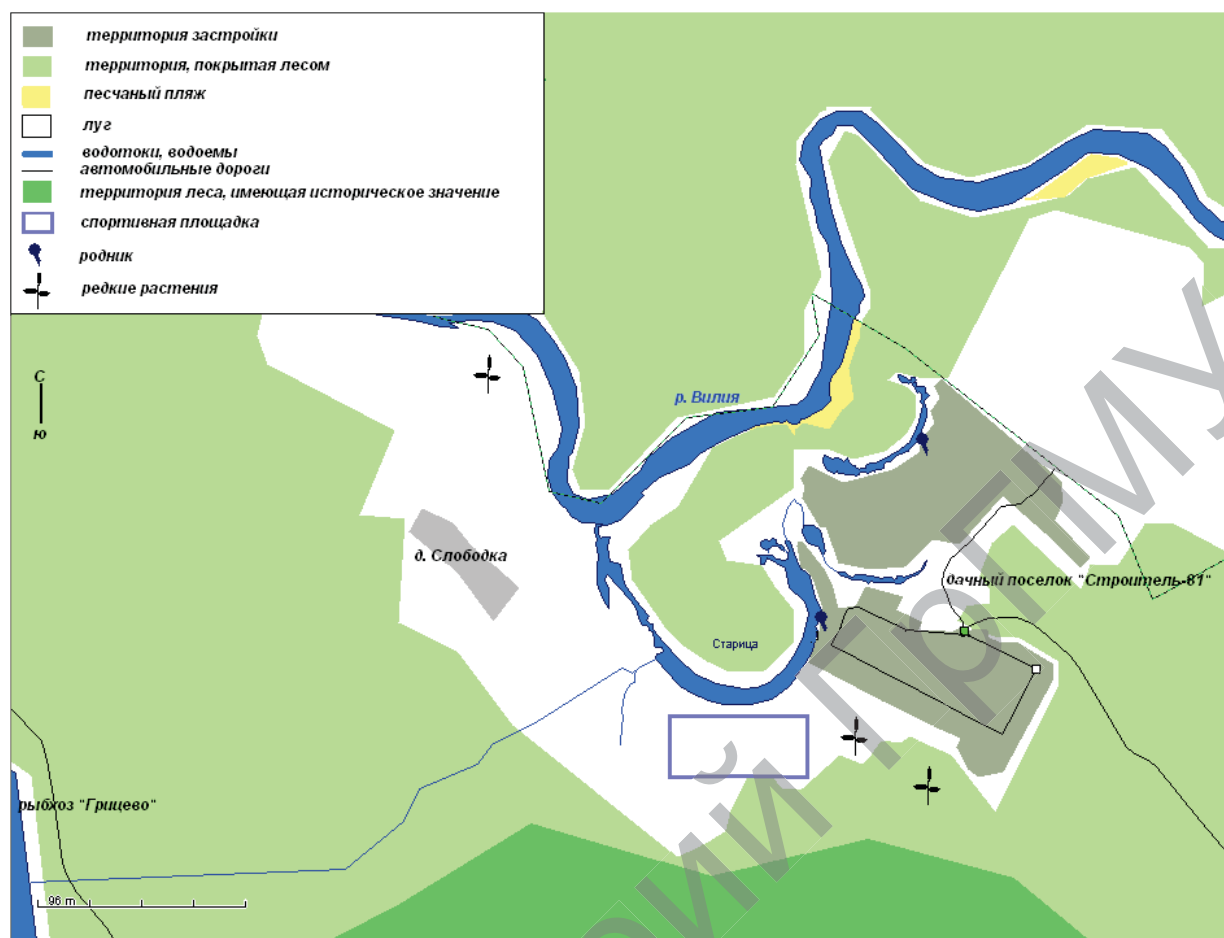 территория застройки
территория, покрытая лесом
песчаный пляж
луг
водотоки, водоемы
автомобильные дороги
территория леса, имеющая историческое значение
спортивная площадка
родник
редкие растения
С
ю
р. Вилия
д. Слободка
дачный поселок "Строитель-81"
Старица
рыбхоз "Грицево"
96 m